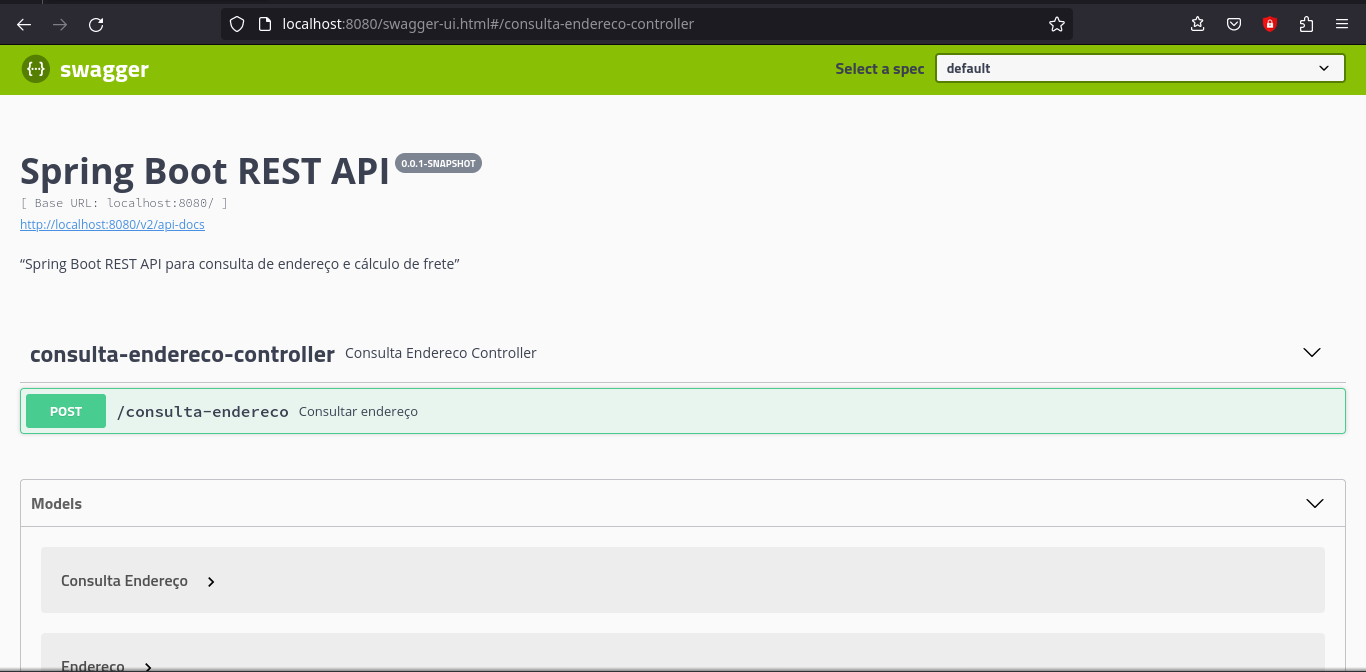 localhost:8080/swagger-ui.html#/consulta-endereco-controller
{··} swagger
Select a spec
default
Spring Boot REST API 0.0.1-SNAPSHOT
[ Base URL: localhost:8080/ ]
http://localhost:8080/v2/api-docs
“Spring Boot REST API para consulta de endereço e cálculo de frete”
consulta-endereco-controller Consulta Endereco Controller
POST /consulta-endereco Consultar endereço
Models
Consulta Endereço
Endereço